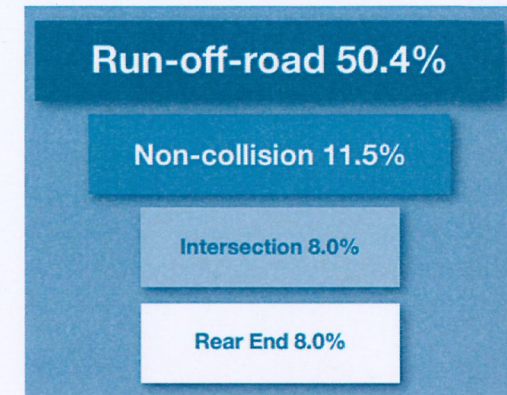 Run-off-road 50.4%
Non-collision 11.5%
Intersection 8.0%
Rear End 8.0%